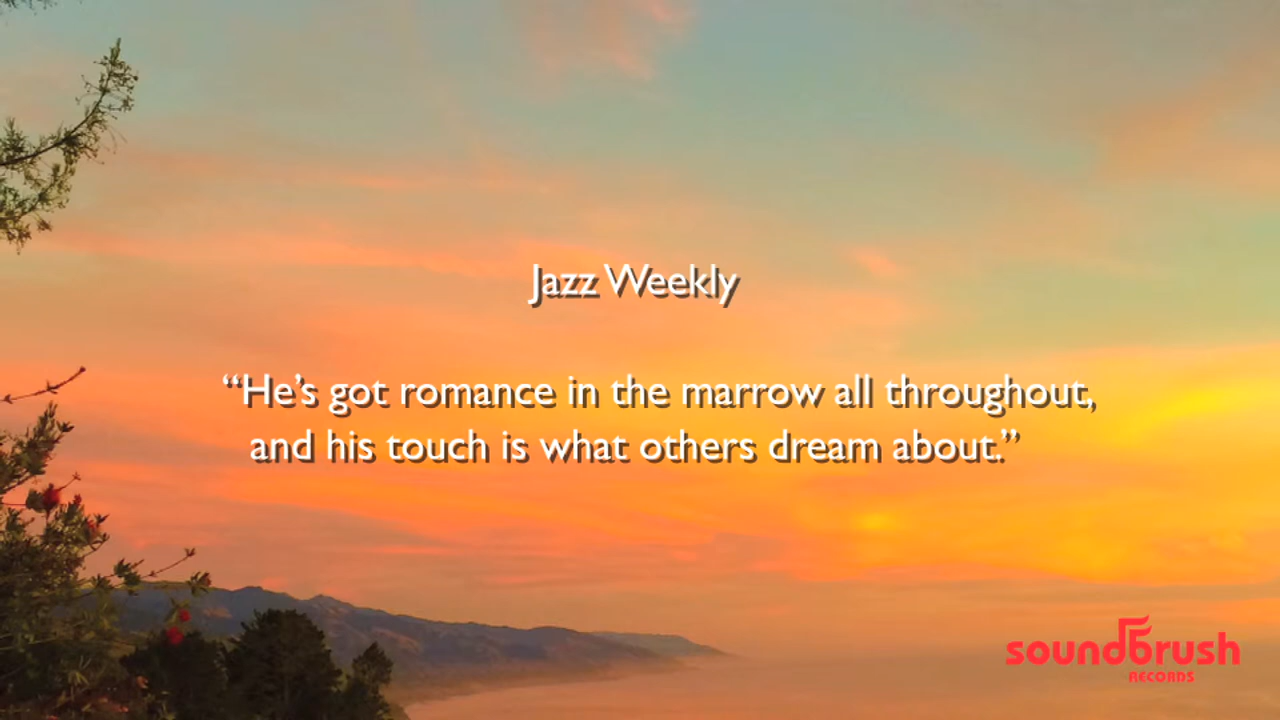 Jazz Weekly
“He’s got romance in the marrow all throughout,
and his touch is what others dream about.”
soundbrush
RECORDS